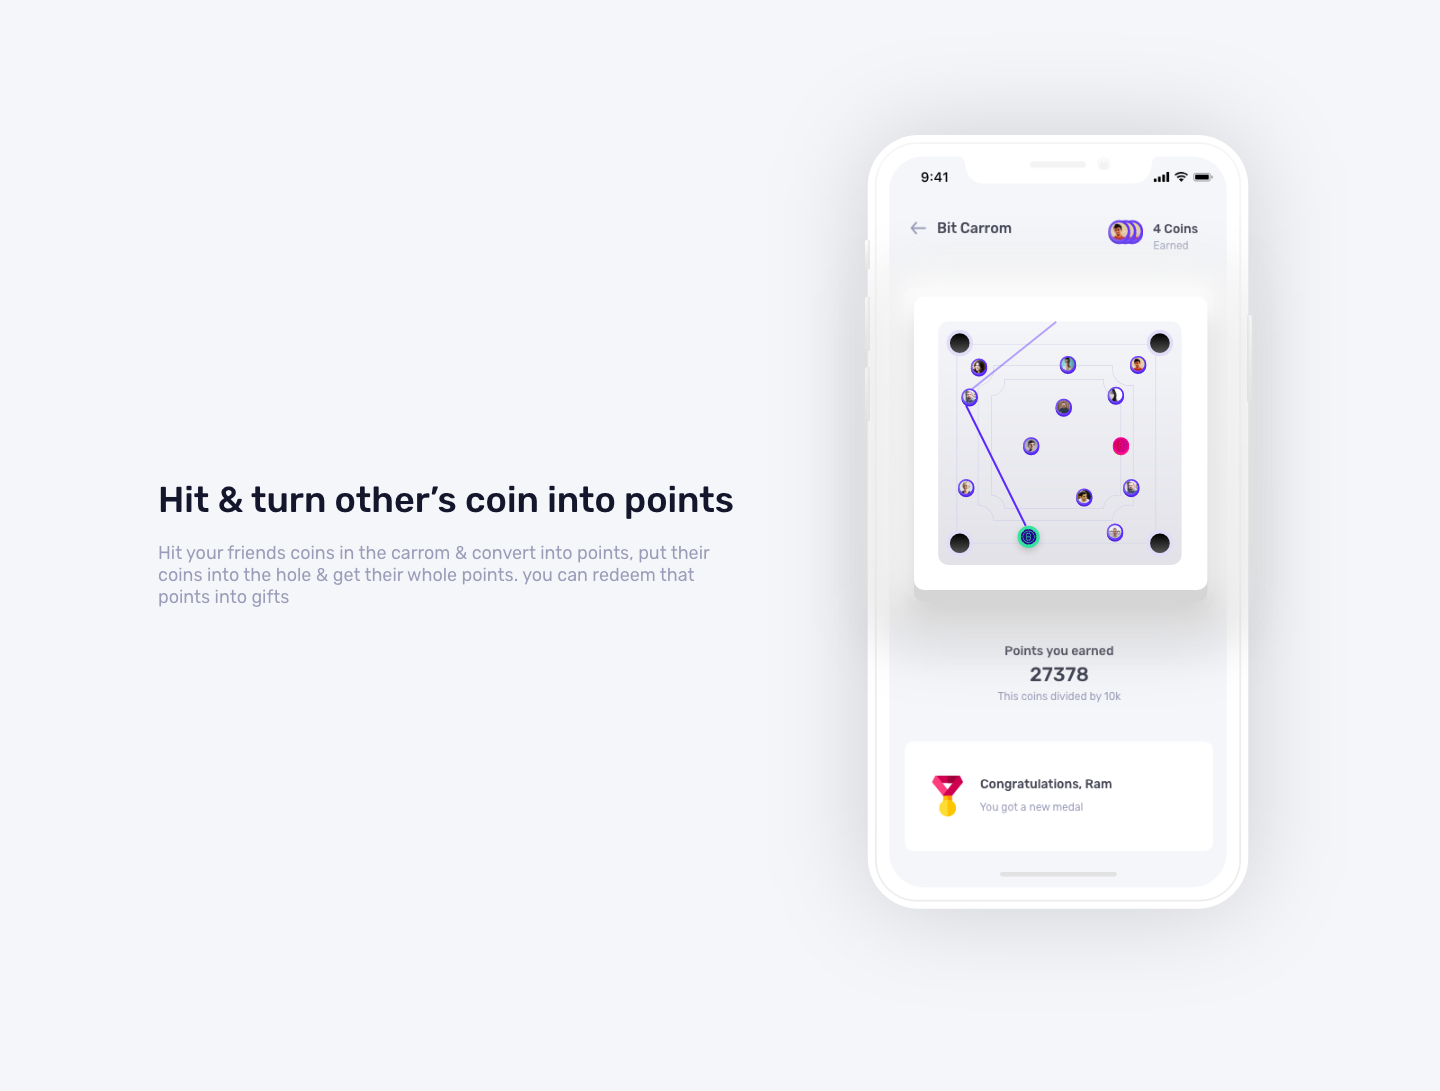 Hit & turn other’s coin into points
Hit your friends coins in the carrom & convert into points, put their
coins into the hole & get their whole points. you can redeem that
points into gifts
9:41
Bit Carrom
4 Coins
Earned
Points you earned
27378
This coins divided by 10k
Congratulations, Ram
You got a new medal